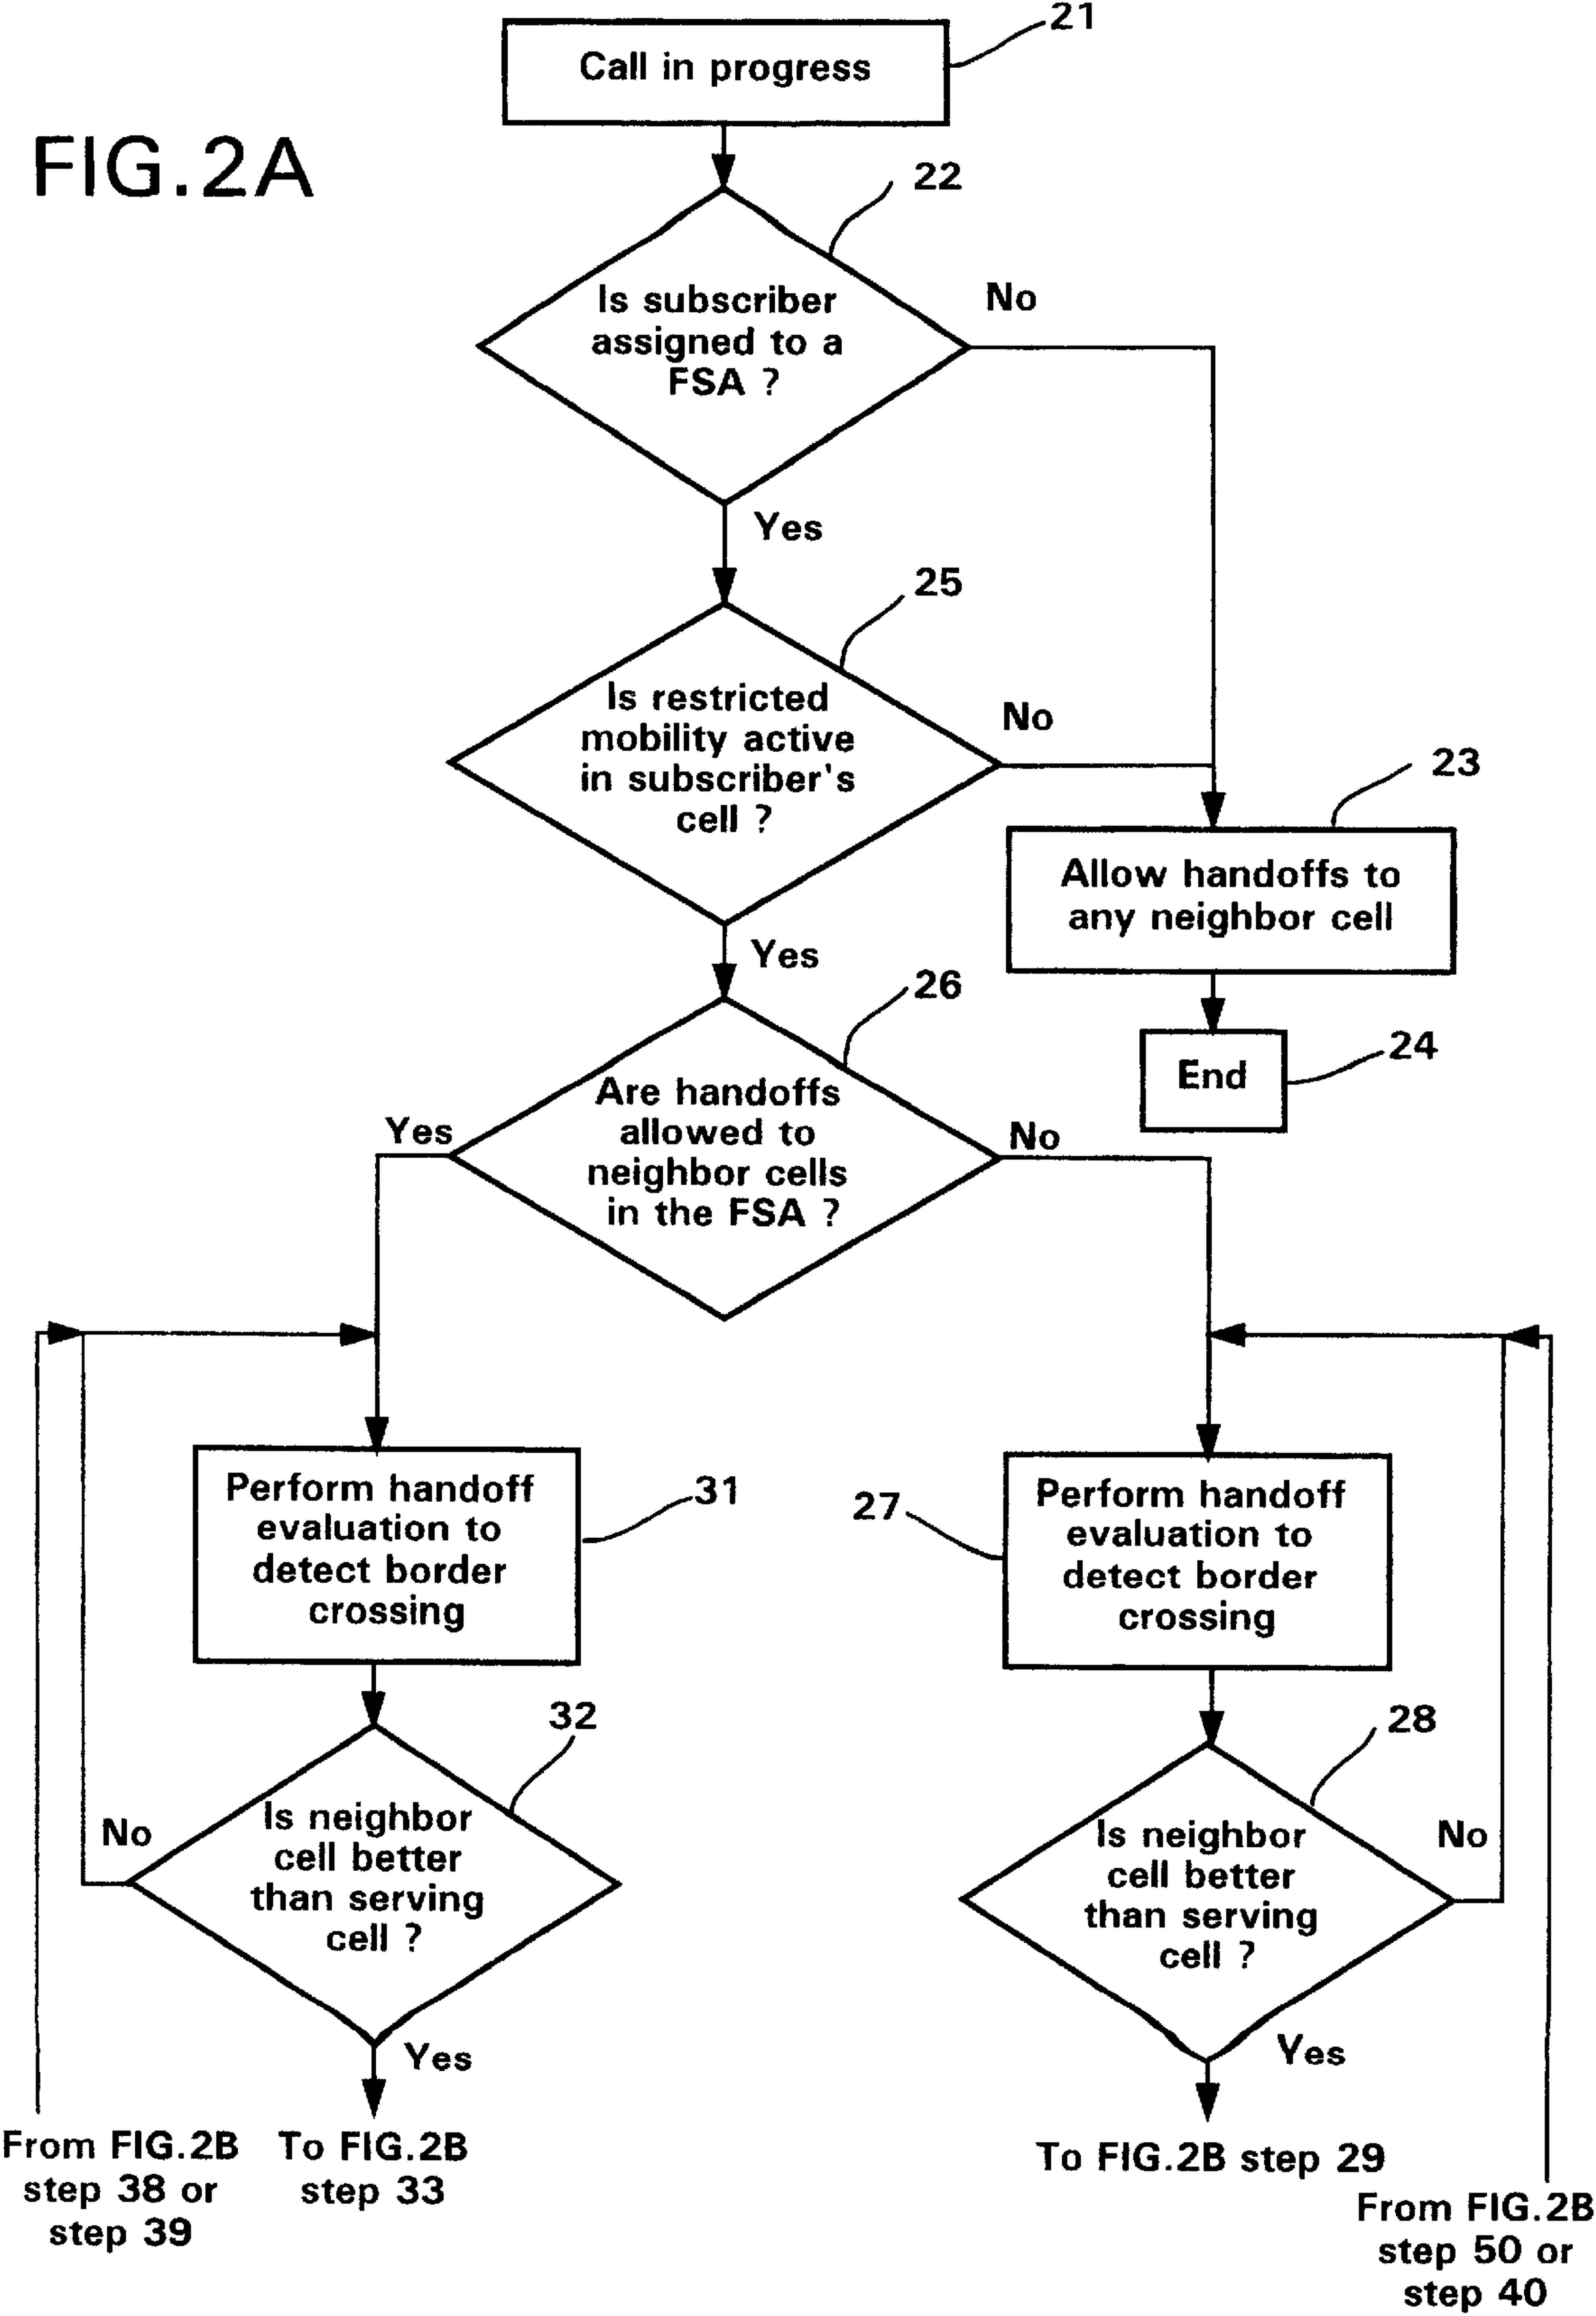 21
Call in progress
FIG.2A
22
Is subscriber
assigned to a
FSA ?
No
Yes
25
Is restricted
mobility active
in subscriber's
cell ?
No
23
Allow handoffs to
any neighbor cell
Yes
26
24
End
Are handoffs
allowed to
neighbor cells
in the FSA ?
Yes
No
Perform handoff
evaluation to
detect border
crossing
31
27
Perform handoff
evaluation to
detect border
crossing
32
Is neighbor
cell better
than serving
cell ?
No
Yes
28
Is neighbor
cell better
than serving
cell ?
No
Yes
From FIG.2B
step 38 or
step 39
To FIG.2B
step 33
To FIG.2B step 29
From FIG.2B
step 50 or
step 40